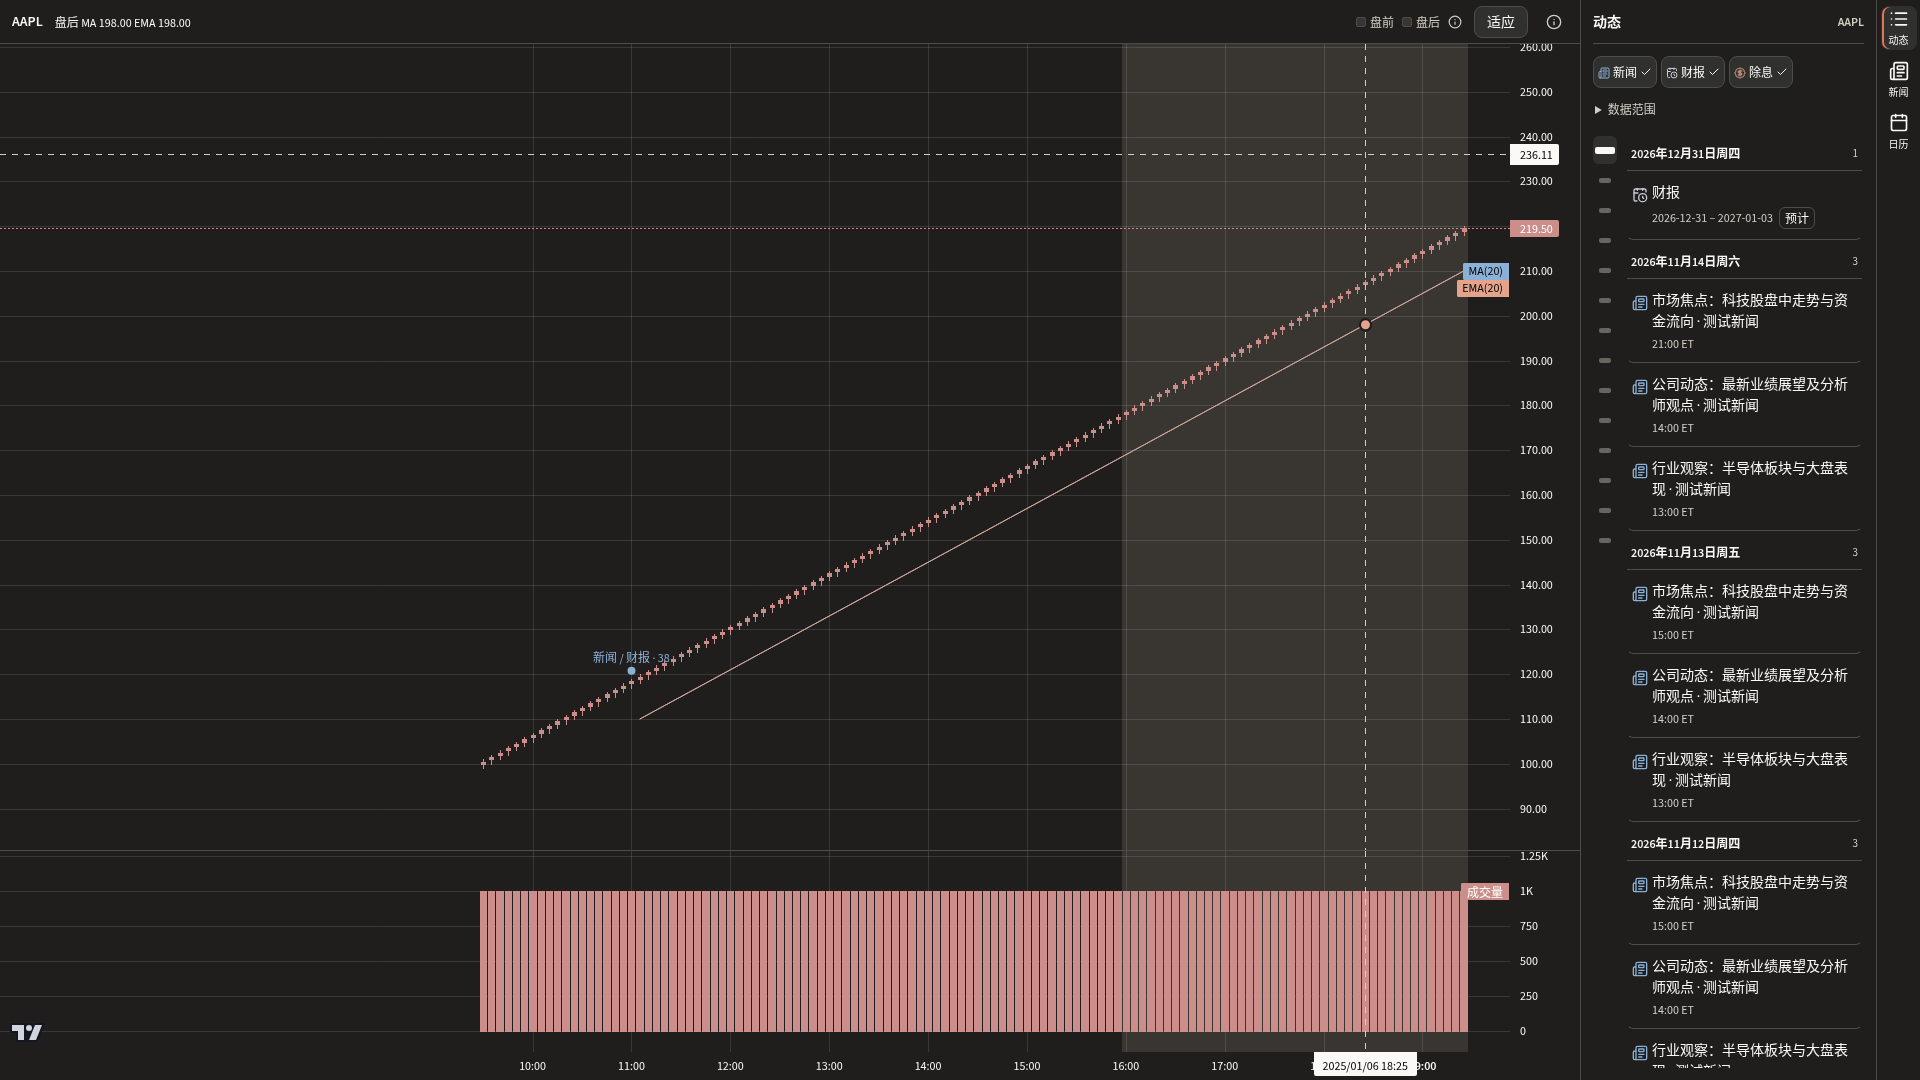 AAPL 盘后 MA 198.00 EMA 198.00
盘前 盘后 适应
260.00
250.00
240.00
236.11
230.00
219.50
210.00
MA(20)
EMA(20)
200.00
190.00
180.00
170.00
160.00
150.00
140.00
130.00
新闻 / 财报 · 38
120.00
110.00
100.00
90.00
1.25K
成交量 1K
750
500
250
0
10:00 11:00 12:00 13:00 14:00 15:00 16:00 17:00 2025/01/06 18:25
动态 AAPL
新闻 财报 除息
数据范围
2026年12月31日周四 1
财报
2026-12-31 – 2027-01-03 预计
2026年11月14日周六 3
市场焦点：科技股盘中走势与资
金流向 · 测试新闻
21:00 ET
公司动态：最新业绩展望及分析
师观点 · 测试新闻
14:00 ET
行业观察：半导体板块与大盘表
现 · 测试新闻
13:00 ET
2026年11月13日周五 3
市场焦点：科技股盘中走势与资
金流向 · 测试新闻
15:00 ET
公司动态：最新业绩展望及分析
师观点 · 测试新闻
14:00 ET
行业观察：半导体板块与大盘表
现 · 测试新闻
13:00 ET
2026年11月12日周四 3
市场焦点：科技股盘中走势与资
金流向 · 测试新闻
15:00 ET
公司动态：最新业绩展望及分析
师观点 · 测试新闻
14:00 ET
行业观察：半导体板块与大盘表
动态
新闻
日历